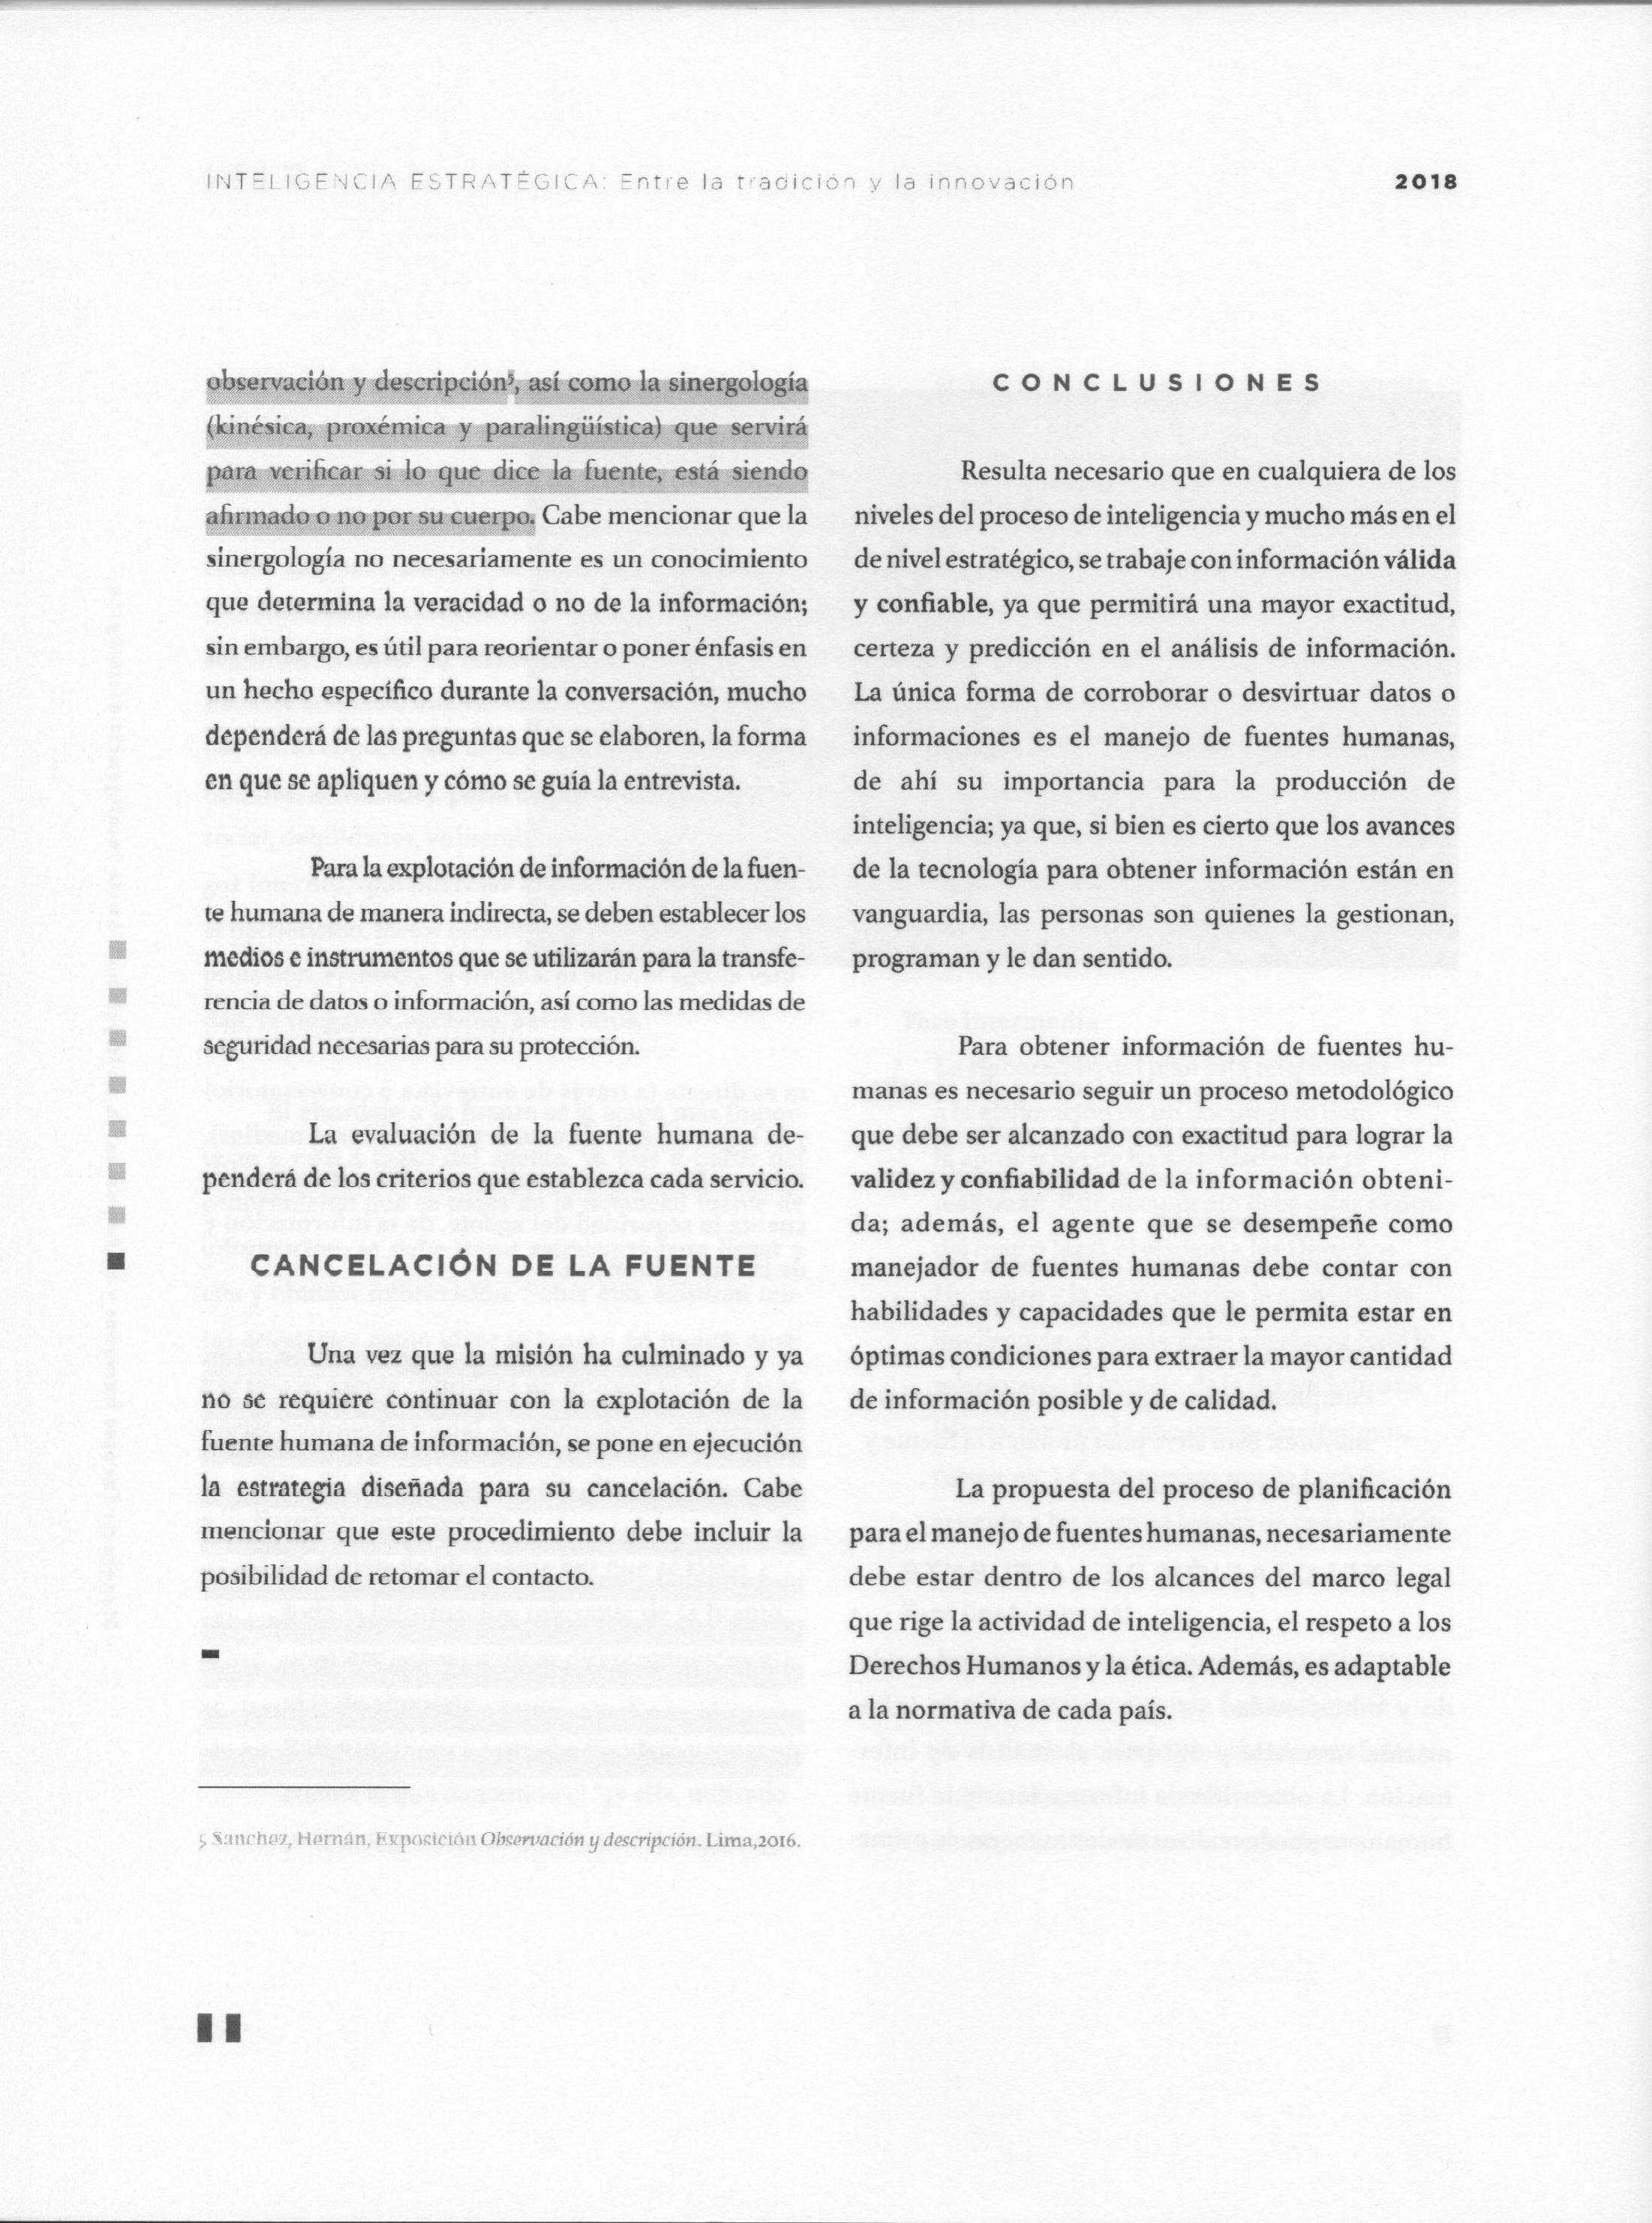 INTELIGENCIA ESTRATÉGICA: Entre la tradición y la innovación
2018
observación y descripción⁵, así como la sinergología
(kinésica, proxémica y paralingüística) que servirá
para verificar si lo que dice la fuente, está siendo
afirmado o no por su cuerpo. Cabe mencionar que la
sinergología no necesariamente es un conocimiento
que determina la veracidad o no de la información;
sin embargo, es útil para reorientar o poner énfasis en
un hecho específico durante la conversación, mucho
dependerá de las preguntas que se elaboren, la forma
en que se apliquen y cómo se guía la entrevista.
Para la explotación de información de la fuen-
te humana de manera indirecta, se deben establecer los
medios e instrumentos que se utilizarán para la transfe-
rencia de datos o información, así como las medidas de
seguridad necesarias para su protección.
La evaluación de la fuente humana de-
penderá de los criterios que establezca cada servicio.
CANCELACIÓN DE LA FUENTE
Una vez que la misión ha culminado y ya
no se requiere continuar con la explotación de la
fuente humana de información, se pone en ejecución
la estrategia diseñada para su cancelación. Cabe
mencionar que este procedimiento debe incluir la
posibilidad de retomar el contacto.
5 Sanchez, Hernán, Exposición Observación y descripción. Lima,2016.
CONCLUSIONES
Resulta necesario que en cualquiera de los
niveles del proceso de inteligencia y mucho más en el
de nivel estratégico, se trabaje con información válida
y confiable, ya que permitirá una mayor exactitud,
certeza y predicción en el análisis de información.
La única forma de corroborar o desvirtuar datos o
informaciones es el manejo de fuentes humanas,
de ahí su importancia para la producción de
inteligencia; ya que, si bien es cierto que los avances
de la tecnología para obtener información están en
vanguardia, las personas son quienes la gestionan,
programan y le dan sentido.
Para obtener información de fuentes hu-
manas es necesario seguir un proceso metodológico
que debe ser alcanzado con exactitud para lograr la
validez y confiabilidad de la información obteni-
da; además, el agente que se desempeñe como
manejador de fuentes humanas debe contar con
habilidades y capacidades que le permita estar en
óptimas condiciones para extraer la mayor cantidad
de información posible y de calidad.
La propuesta del proceso de planificación
para el manejo de fuentes humanas, necesariamente
debe estar dentro de los alcances del marco legal
que rige la actividad de inteligencia, el respeto a los
Derechos Humanos y la ética. Además, es adaptable
a la normativa de cada país.